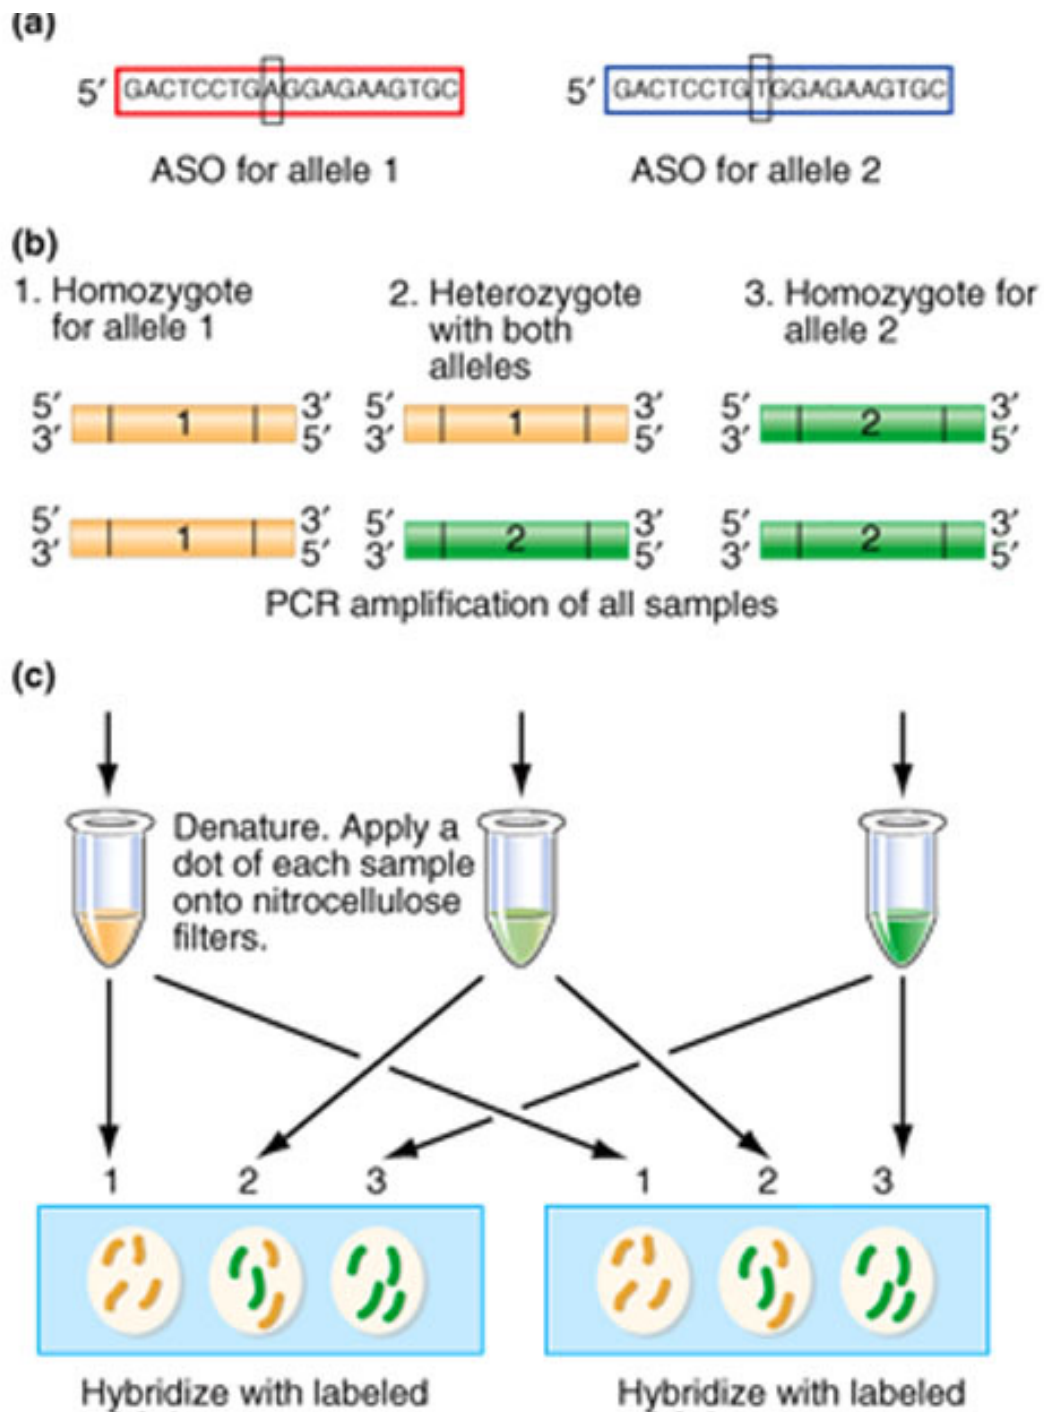 (a)
5′ GACTCCTGAGGAGAAGTGC 5′ GACTCCTGTGGAGAAGTGC
ASO for allele 1 ASO for allele 2
(b)
1. Homozygote
for allele 1
2. Heterozygote
with both
alleles
3. Homozygote for
allele 2
5′ 3′ 5′ 3′ 5′ 3′
1 1 2
3′ 5′ 3′ 5′ 3′ 5′
5′ 3′ 5′ 3′ 5′ 3′
1 2 2
3′ 5′ 3′ 5′ 3′ 5′
PCR amplification of all samples
(c)
Denature. Apply a
dot of each sample
onto nitrocellulose
filters.
1 2 3 1 2 3
Hybridize with labeled Hybridize with labeled